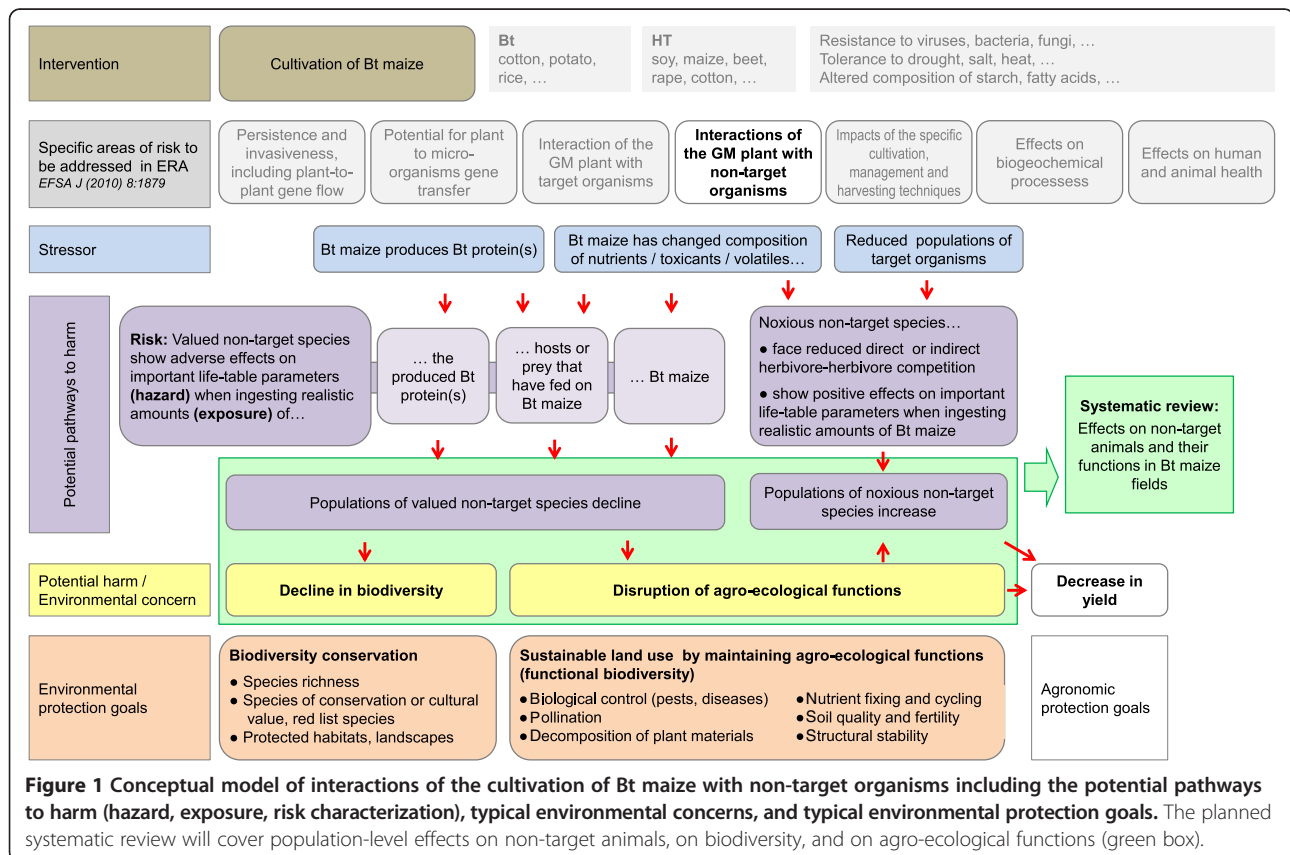 Intervention
Cultivation of Bt maize
Bt
cotton, potato,
rice, …
HT
soy, maize, beet,
rape, cotton, …
Resistance to viruses, bacteria, fungi, …
Tolerance to drought, salt, heat, …
Altered composition of starch, fatty acids, …
Specific areas of risk to
be addressed in ERA
EFSA J (2010) 8:1879
Persistence and
invasiveness,
including plant-to-
plant gene flow
Potential for plant
to micro-
organisms gene
transfer
Interaction of the
GM plant with
target organisms
Interactions of
the GM plant with
non-target
organisms
Impacts of the specific
cultivation,
management and
harvesting techniques
Effects on
biogeochemical
processess
Effects on human
and animal health
Stressor
Bt maize produces Bt protein(s)
Bt maize has changed composition
of nutrients / toxicants / volatiles…
Reduced populations of
target organisms
Potential pathways to harm
Risk: Valued non-target species
show adverse effects on
important life-table parameters
(hazard) when ingesting realistic
amounts (exposure) of…
… the
produced Bt
protein(s)
… hosts or
prey that
have fed on
Bt maize
… Bt maize
Noxious non-target species…
● face reduced direct or indirect
herbivore-herbivore competition
● show positive effects on important
life-table parameters when ingesting
realistic amounts of Bt maize
Systematic review:
Effects on non-target
animals and their
functions in Bt maize
fields
Populations of valued non-target species decline
Populations of noxious non-target
species increase
Potential harm /
Environmental concern
Decline in biodiversity
Disruption of agro-ecological functions
Decrease in
yield
Environmental
protection goals
Biodiversity conservation
● Species richness
● Species of conservation or cultural
value, red list species
● Protected habitats, landscapes
Sustainable land use by maintaining agro-ecological functions
(functional biodiversity)
● Biological control (pests, diseases)
● Pollination
● Decomposition of plant materials
● Nutrient fixing and cycling
● Soil quality and fertility
● Structural stability
Agronomic
protection goals
Figure 1 Conceptual model of interactions of the cultivation of Bt maize with non-target organisms including the potential pathways
to harm (hazard, exposure, risk characterization), typical environmental concerns, and typical environmental protection goals. The planned
systematic review will cover population-level effects on non-target animals, on biodiversity, and on agro-ecological functions (green box).